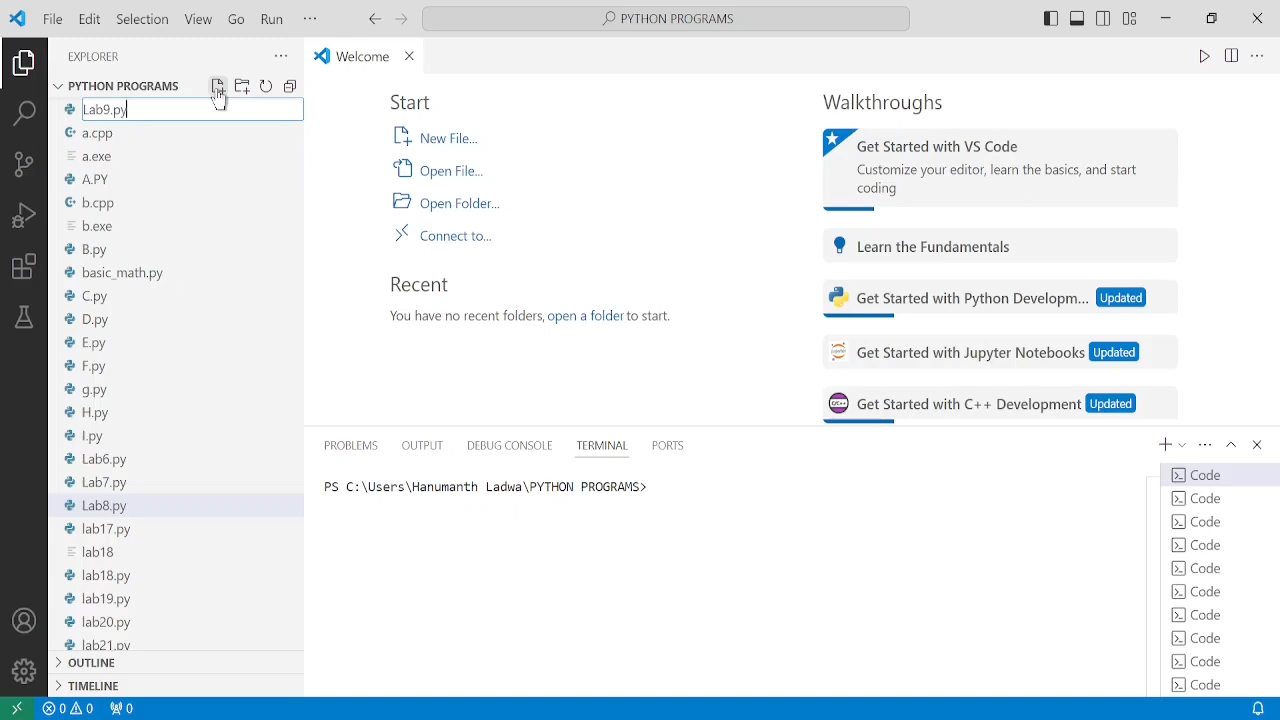 File Edit Selection View Go Run ··· PYTHON PROGRAMS
EXPLORER ···
PYTHON PROGRAMS
Lab9.py
a.cpp
a.exe
A.PY
b.cpp
b.exe
B.py
basic_math.py
C.py
D.py
E.py
F.py
g.py
H.py
I.py
Lab6.py
Lab7.py
Lab8.py
lab17.py
lab18
lab18.py
lab19.py
lab20.py
lab21.py
OUTLINE
TIMELINE
Welcome
Start
New File...
Open File...
Open Folder...
Connect to...
Recent
You have no recent folders, open a folder to start.
Walkthroughs
Get Started with VS Code
Customize your editor, learn the basics, and start
coding
Learn the Fundamentals
Get Started with Python Developm... Updated
Get Started with Jupyter Notebooks Updated
C/C++ Get Started with C++ Development Updated
PROBLEMS OUTPUT DEBUG CONSOLE TERMINAL PORTS
PS C:\Users\Hanumanth Ladwa\PYTHON PROGRAMS>
Code
Code
Code
Code
Code
Code
Code
Code
Code
Code
0 0 0